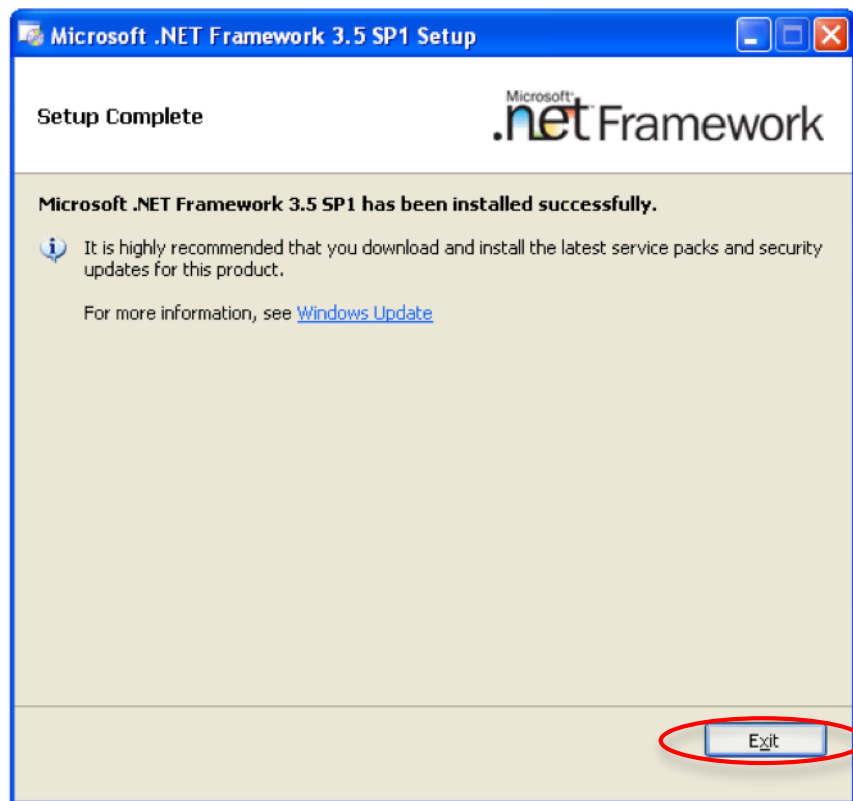 Microsoft .NET Framework 3.5 SP1 Setup
Setup Complete
Microsoft
.net Framework
Microsoft .NET Framework 3.5 SP1 has been installed successfully.
It is highly recommended that you download and install the latest service packs and security
updates for this product.
For more information, see Windows Update
Exit